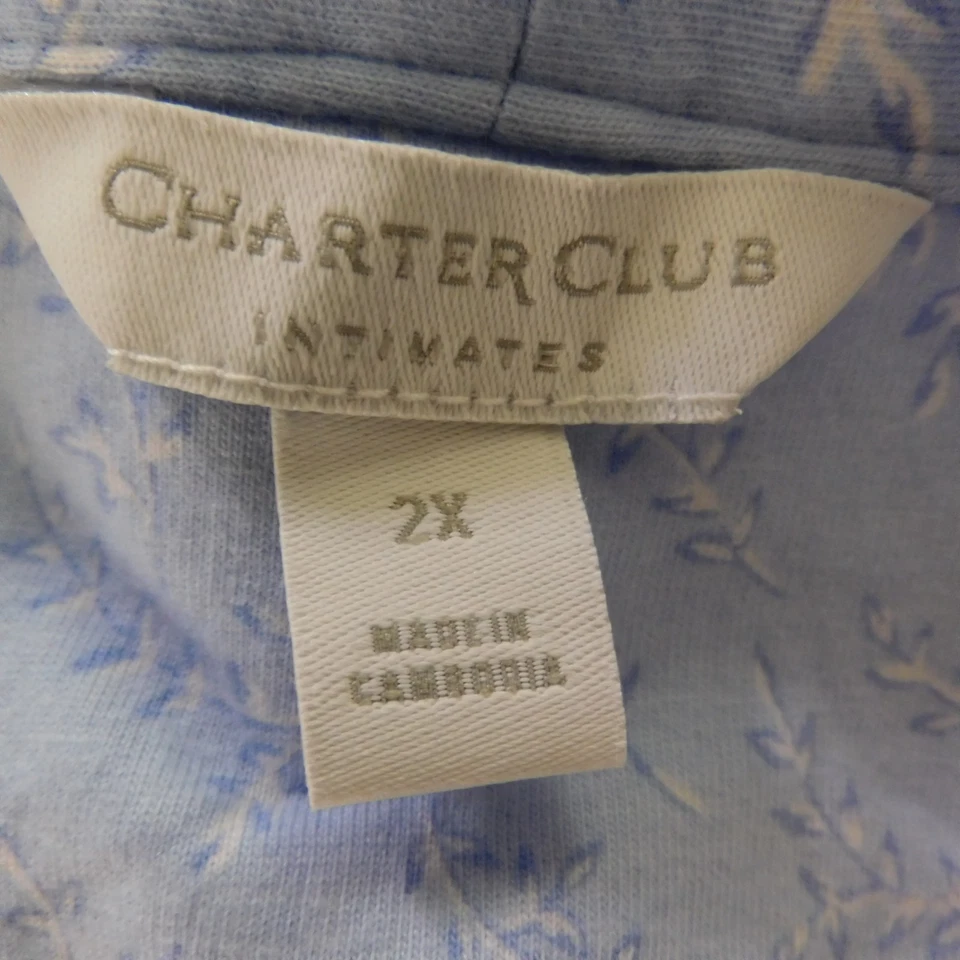 CHARTER CLUB
INTIMATES
2X
MADE IN
CAMBODIA